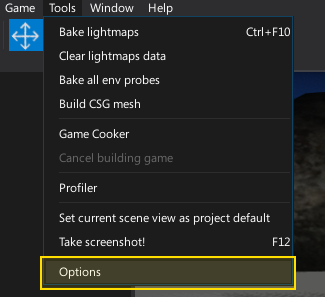 Game Tools Window Help
Bake lightmaps Ctrl+F10
Clear lightmaps data
Bake all env probes
Build CSG mesh
Game Cooker
Cancel building game
Profiler
Set current scene view as project default
Take screenshot! F12
Options